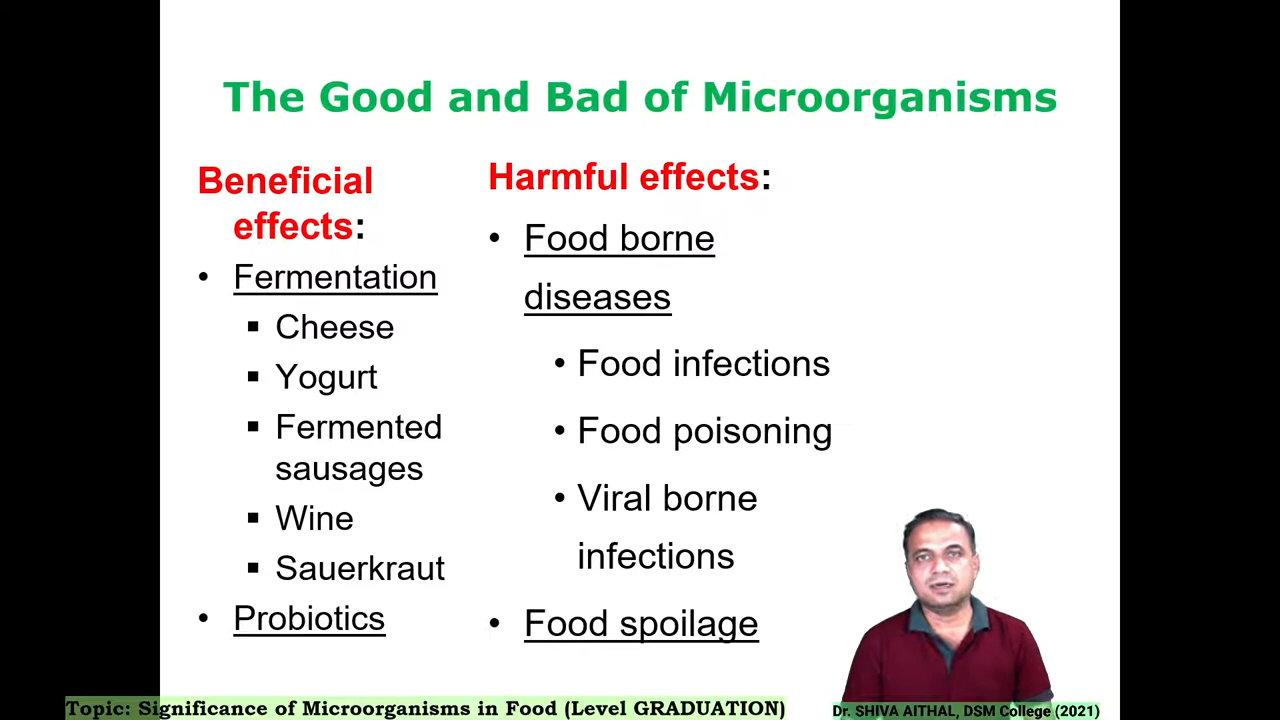 The Good and Bad of Microorganisms
Beneficial
effects:
• Fermentation
▪ Cheese
▪ Yogurt
▪ Fermented
sausages
▪ Wine
▪ Sauerkraut
• Probiotics
Harmful effects:
• Food borne
diseases
• Food infections
• Food poisoning
• Viral borne
infections
• Food spoilage
Topic: Significance of Microorganisms in Food (Level GRADUATION)
Dr. SHIVA AITHAL, DSM College (2021)